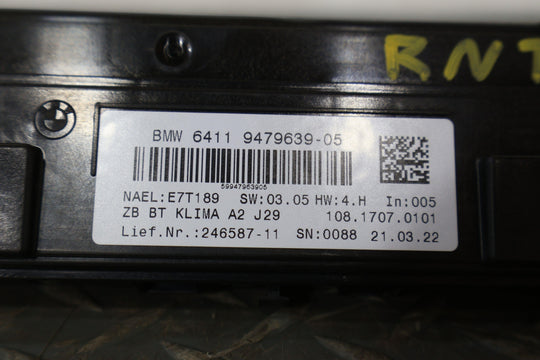 RNT
BMW 6411 9479639-05
59947963905
NAEL:E7T189 SW:03.05 HW:4.H In:005
ZB BT KLIMA A2 J29 108.1707.0101
Lief.Nr.:246587-11 SN:0088 21.03.22